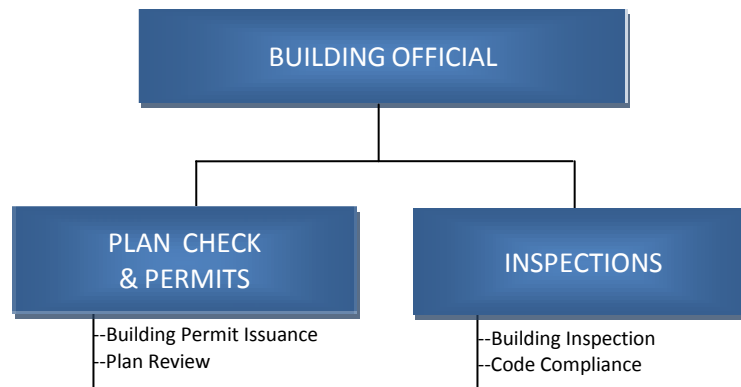 BUILDING OFFICIAL
PLAN CHECK
& PERMITS
--Building Permit Issuance
--Plan Review
INSPECTIONS
--Building Inspection
--Code Compliance